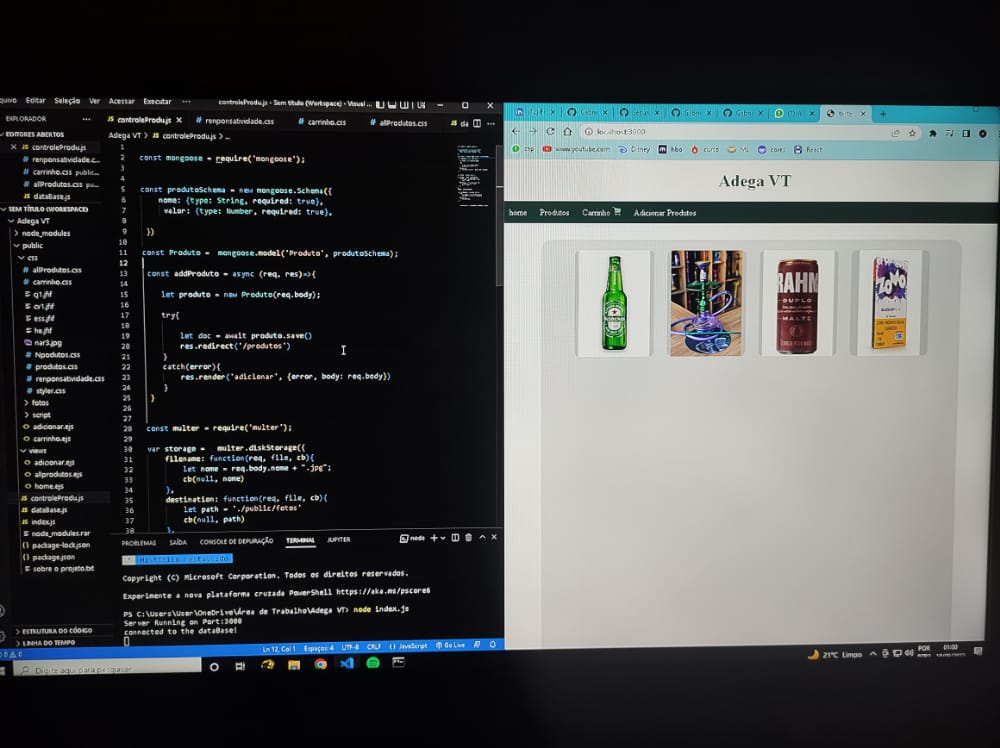 Editar Seleção Ver Acessar Executar ··· controleProdu.js - Sem título (Workspace) - Visual ...
EXPLORADOR ···
EDITORES ABERTOS
controleProdu.js
renponsatividade.c...
carrinho.css public...
allProdutos.css pu...
dataBase.js
SEM TÍTULO (WORKSPACE)
Adega VT
node_modules
public
css
allProdutos.css
carrinho.css
ess.jfif
he.jfif
nar3.jpg
Npodutos.css
produtos.css
renponsatividade.css
styler.css
fotos
script
adicionar.ejs
carrinho.ejs
views
adicionar.ejs
allprodutos.ejs
home.ejs
controleProdu.js
dataBase.js
index.js
node_modules.rar
package-lock.json
package.json
sobre o projeto.txt
ESTRUTURA DO CÓDIGO
LINHA DO TEMPO
controleProdu.js
renponsatividade.css
carrinho.css
allProdutos.css
da
Adega VT > controleProdu.js > ...
1
2 const mongoose = require('mongoose');
3
4
5 const produtoSchema = new mongoose.Schema({
6 nome: {type: String, required: true},
7 valor: {type: Number, required: true},
8
9 })
10
11 const Produto = mongoose.model('Produto', produtoSchema);
12
13 const addProduto = async (req, res)=>{
14
15 let produto = new Produto(req.body);
16
17 try{
18
19 let doc = await produto.save()
20 res.redirect('/produtos')
21 }
22 catch(error){
23 res.render('adicionar', {error, body: req.body})
24 }
25 }
26
27
28 const multer = require('multer');
29
30 var storage = multer.diskStorage({
31 filename: function(req, file, cb){
32 let nome = req.body.nome + ".jpg";
33 cb(null, nome)
34 },
35 destination: function(req, file, cb){
36 let path = './public/fotos'
37 cb(null, path)
38 },
PROBLEMAS SAÍDA CONSOLE DE DEPURAÇÃO TERMINAL JUPYTER node
Copyright (C) Microsoft Corporation. Todos os direitos reservados.
Experimente a nova plataforma cruzada PowerShell https://aka.ms/pscore6
PS C:\Users\User\OneDrive\Área de Trabalho\Adega VT> node index.js
Server Running on Port:3000
connected to the dataBase!
Ln 12, Col 1 Espaços: 4 UTF-8 CRLF {} JavaScript Go Live
Digite aqui para pesquisar
localhost:3000
www.youtube.com Disney hbo curis ML cores React
Adega VT
home Produtos Carrinho Adicionar Produtos
Heineken
BRAHMA
DUPLO
MALTE
ZOMO
21°C Limpo
POR
01:00